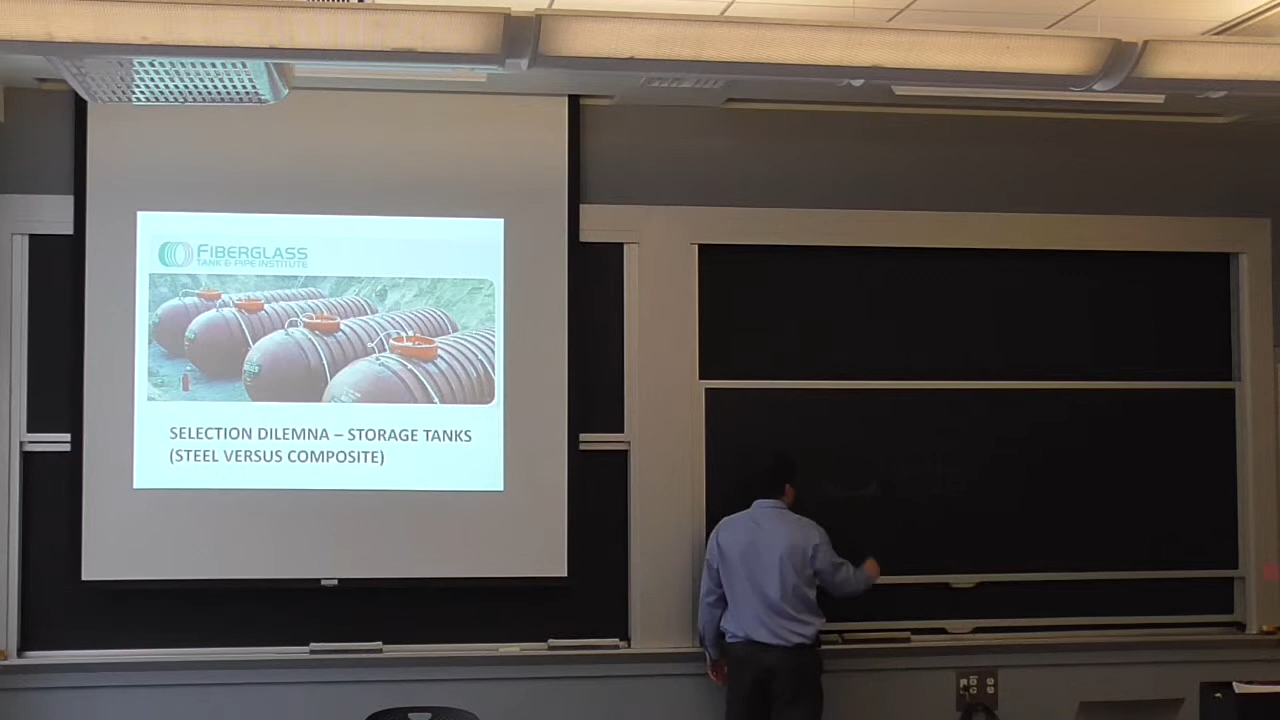 FIBERGLASS
TANK & PIPE INSTITUTE
SELECTION DILEMNA – STORAGE TANKS
(STEEL VERSUS COMPOSITE)